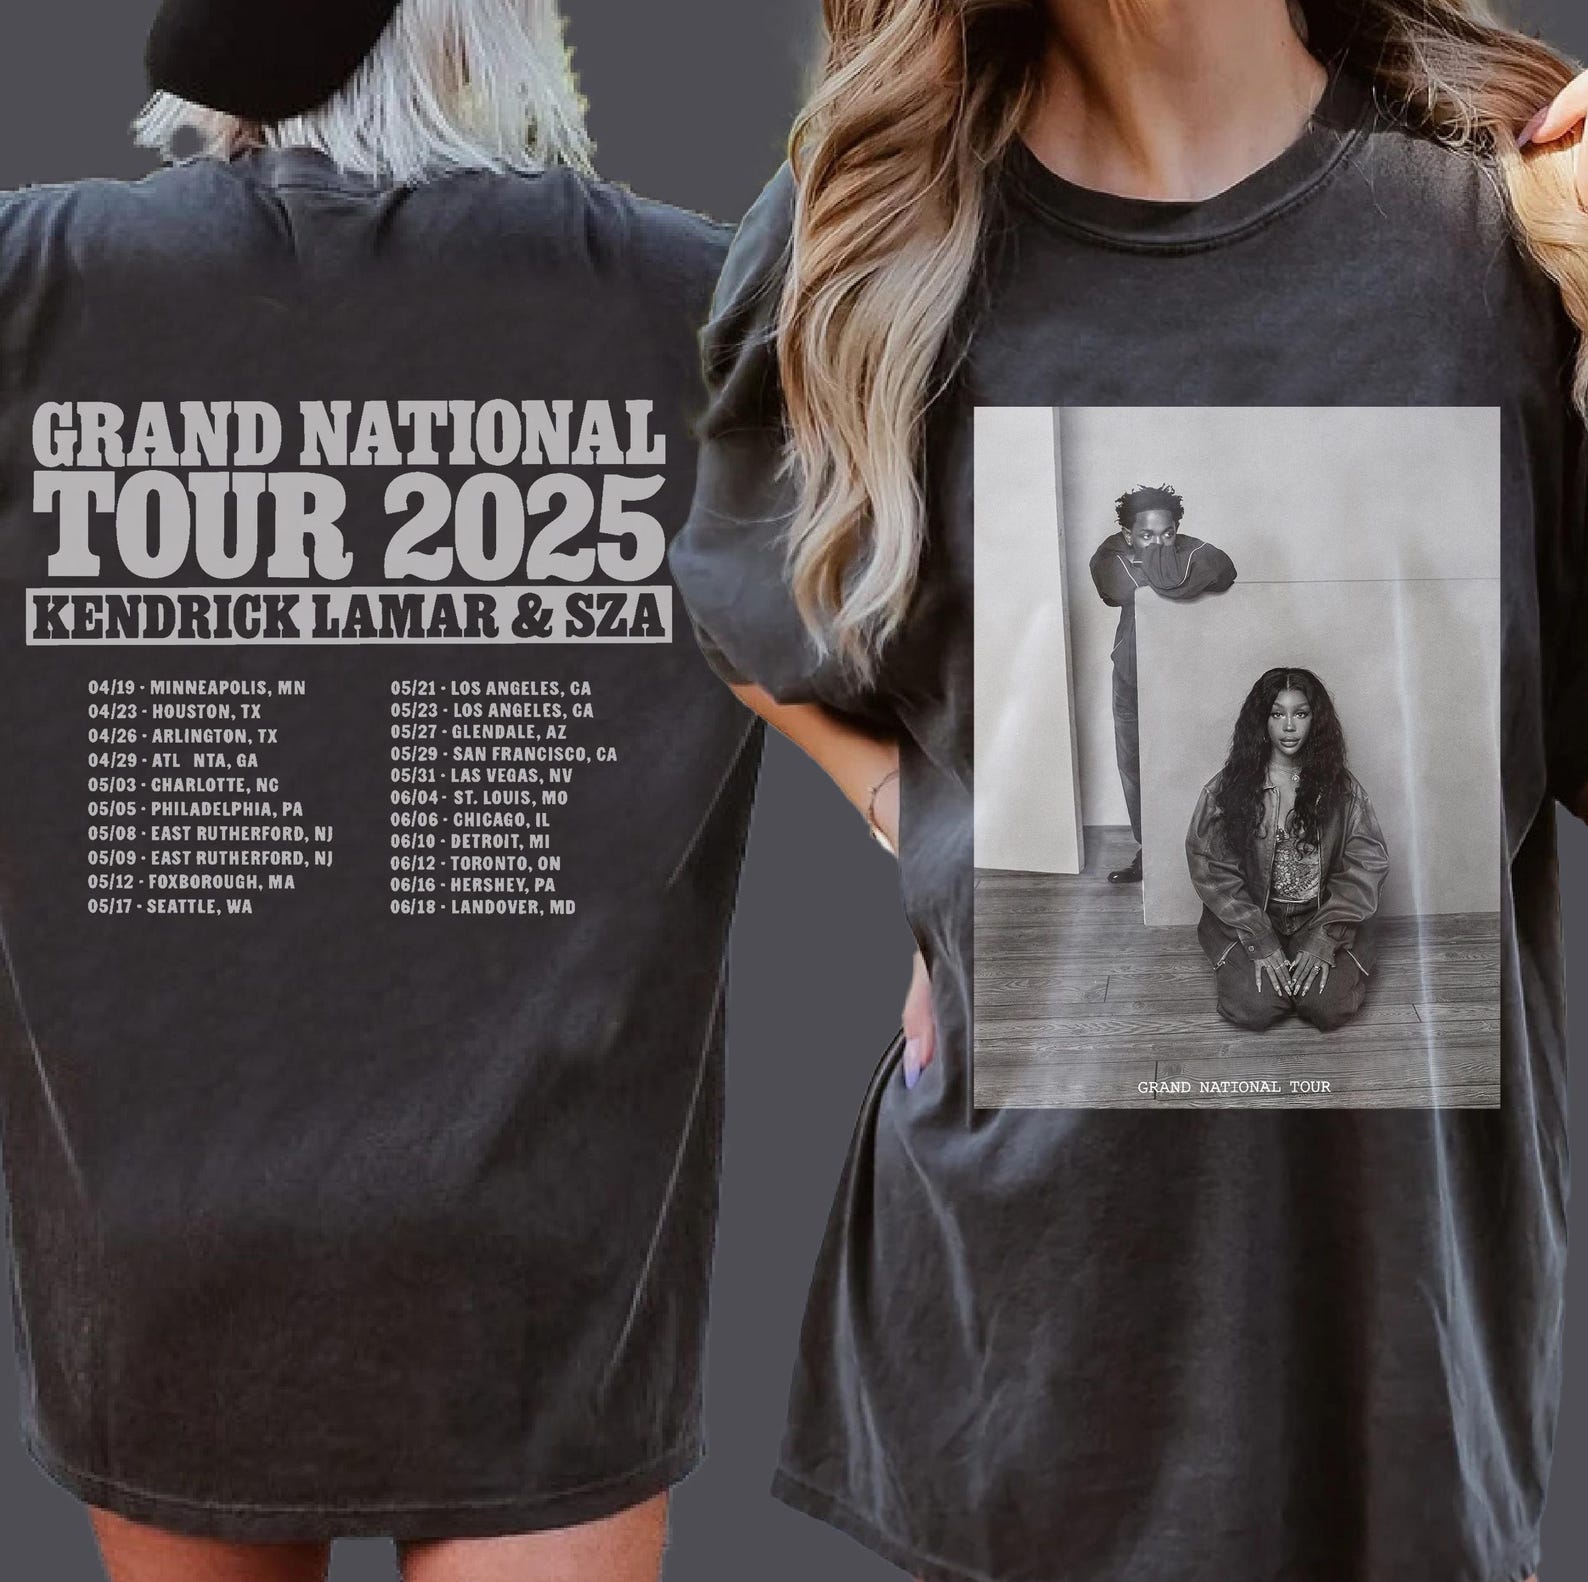 GRAND NATIONAL
TOUR 2025
KENDRICK LAMAR & SZA
04/19 - MINNEAPOLIS, MN
04/23 - HOUSTON, TX
04/26 - ARLINGTON, TX
04/29 - ATL NTA, GA
05/03 - CHARLOTTE, NC
05/05 - PHILADELPHIA, PA
05/08 - EAST RUTHERFORD, NJ
05/09 - EAST RUTHERFORD, NJ
05/12 - FOXBOROUGH, MA
05/17 - SEATTLE, WA
05/21 - LOS ANGELES, CA
05/23 - LOS ANGELES, CA
05/27 - GLENDALE, AZ
05/29 - SAN FRANCISCO, CA
05/31 - LAS VEGAS, NV
06/04 - ST. LOUIS, MO
06/06 - CHICAGO, IL
06/10 - DETROIT, MI
06/12 - TORONTO, ON
06/16 - HERSHEY, PA
06/18 - LANDOVER, MD
GRAND NATIONAL TOUR